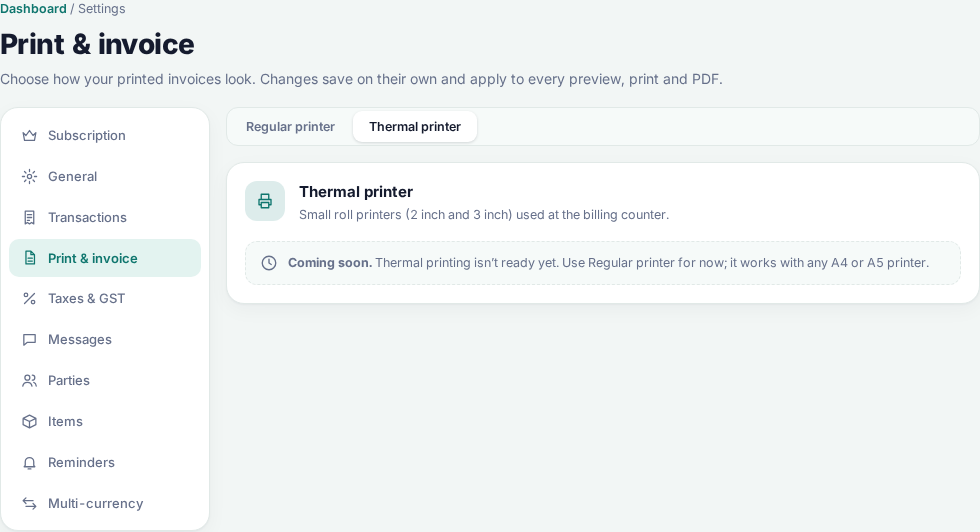 Dashboard / Settings
Print & invoice
Choose how your printed invoices look. Changes save on their own and apply to every preview, print and PDF.
Subscription
General
Transactions
Print & invoice
Taxes & GST
Messages
Parties
Items
Reminders
Multi-currency
Regular printer
Thermal printer
Thermal printer
Small roll printers (2 inch and 3 inch) used at the billing counter.
Coming soon. Thermal printing isn’t ready yet. Use Regular printer for now; it works with any A4 or A5 printer.